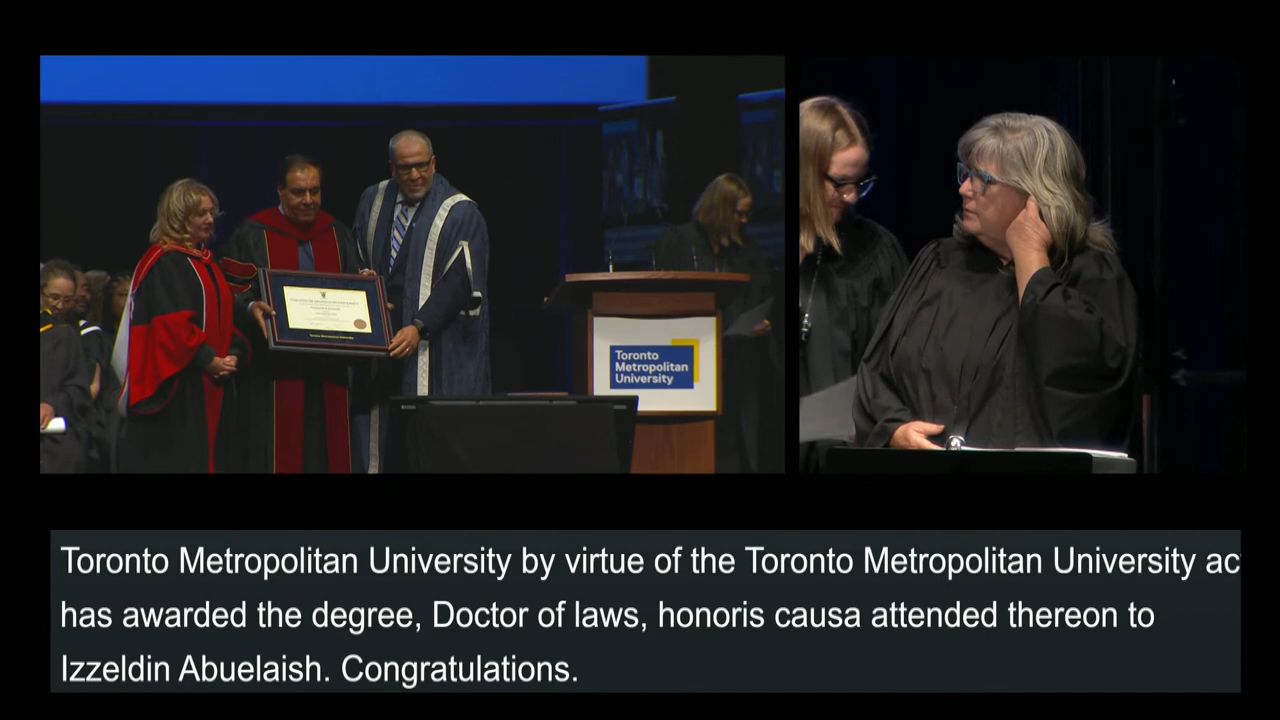 Toronto
Metropolitan
University
Toronto Metropolitan University by virtue of the Toronto Metropolitan University ac
has awarded the degree, Doctor of laws, honoris causa attended thereon to
Izzeldin Abuelaish. Congratulations.